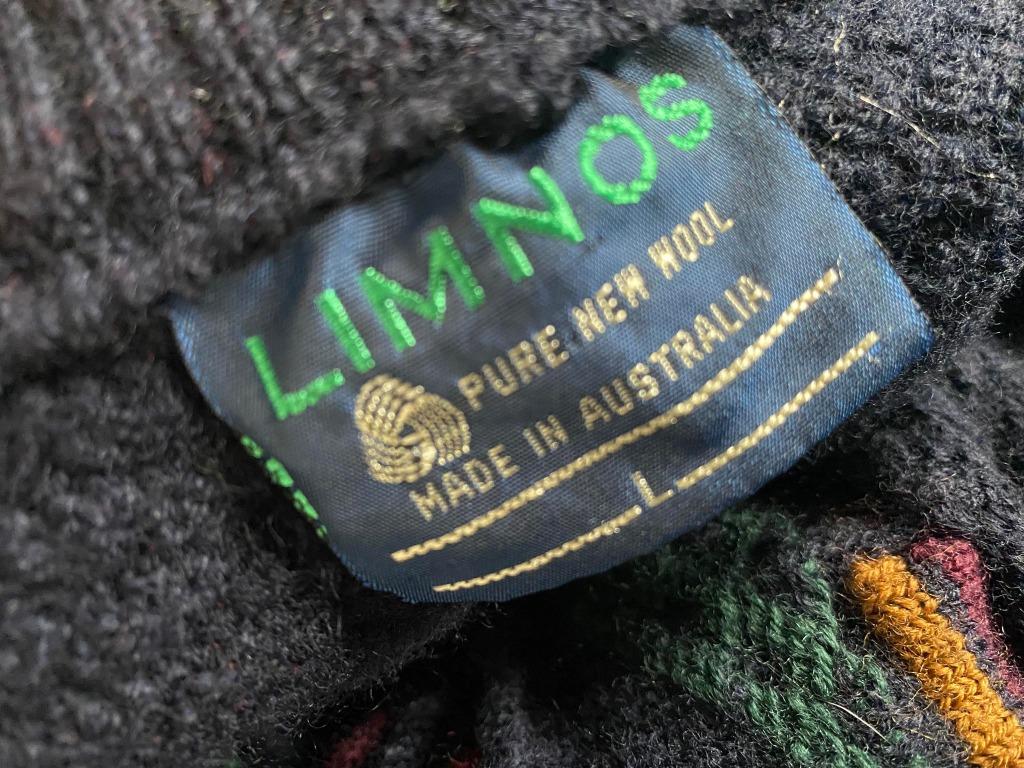 LIMNOS
PURE NEW WOOL
MADE IN AUSTRALIA
L